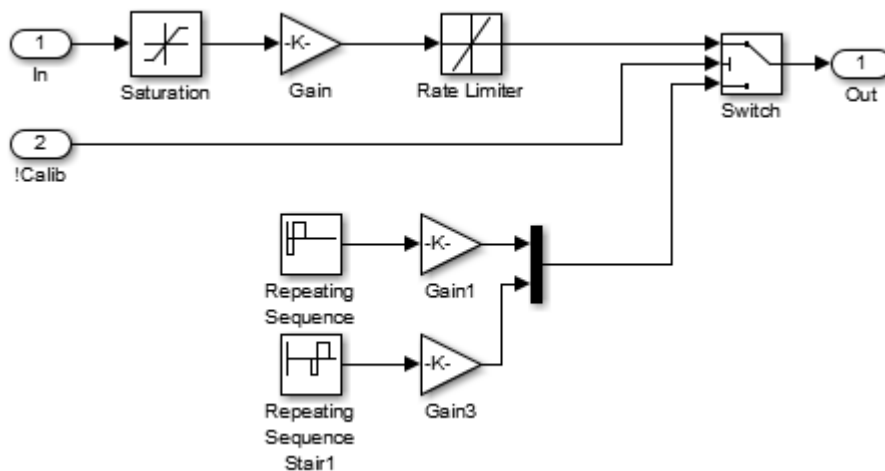 1
In
Saturation
-K-
Gain
Rate Limiter
Switch
1
Out
2
!Calib
Repeating
Sequence
-K-
Gain1
Repeating
Sequence
Stair1
-K-
Gain3